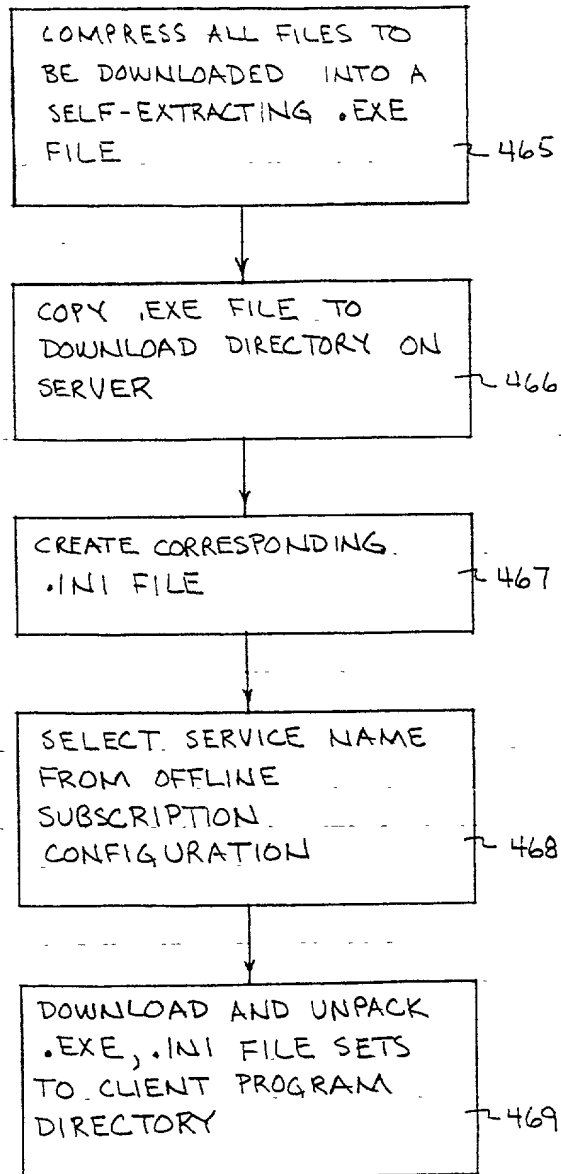 COMPRESS ALL FILES TO
BE DOWNLOADED INTO A
SELF-EXTRACTING .EXE
FILE
465
COPY .EXE FILE TO
DOWNLOAD DIRECTORY ON
SERVER
466
CREATE CORRESPONDING
.INI FILE
467
SELECT SERVICE NAME
FROM OFFLINE
SUBSCRIPTION
CONFIGURATION
468
DOWNLOAD AND UNPACK
.EXE, .INI FILE SETS
TO CLIENT PROGRAM
DIRECTORY
469